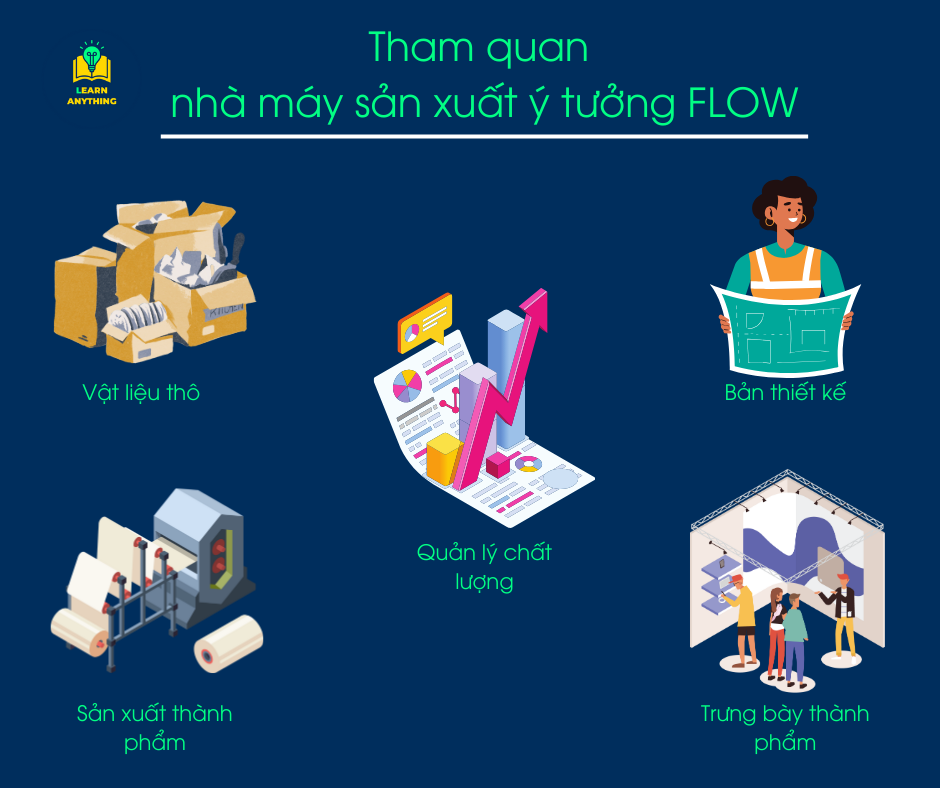 LEARN
ANYTHING
Tham quan
nhà máy sản xuất ý tưởng FLOW
Vật liệu thô
Bản thiết kế
Quản lý chất
lượng
Sản xuất thành
phẩm
Trưng bày thành
phẩm